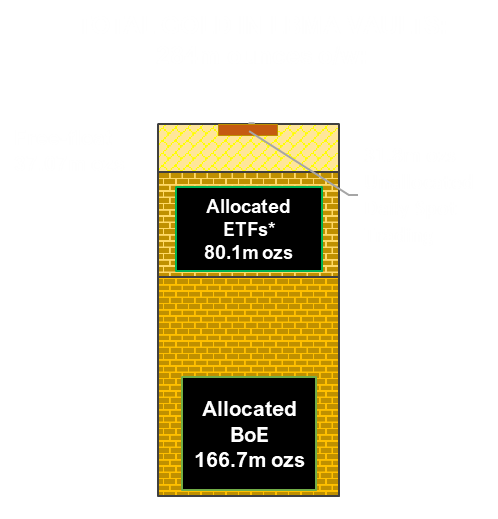 Allocated
ETFs*
80.1m ozs
Allocated
BoE
166.7m ozs